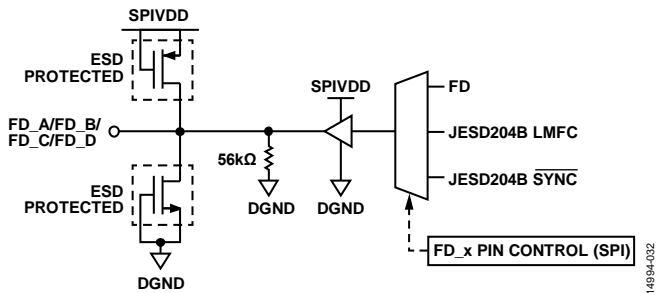 SPIVDD
ESD
PROTECTED
SPIVDD
FD
FD_A/FD_B/
FD_C/FD_D
JESD204B LMFC
56kΩ
ESD
PROTECTED
DGND
DGND
JESD204B S̅Y̅N̅C̅
FD_x PIN CONTROL (SPI)
DGND
14994-032